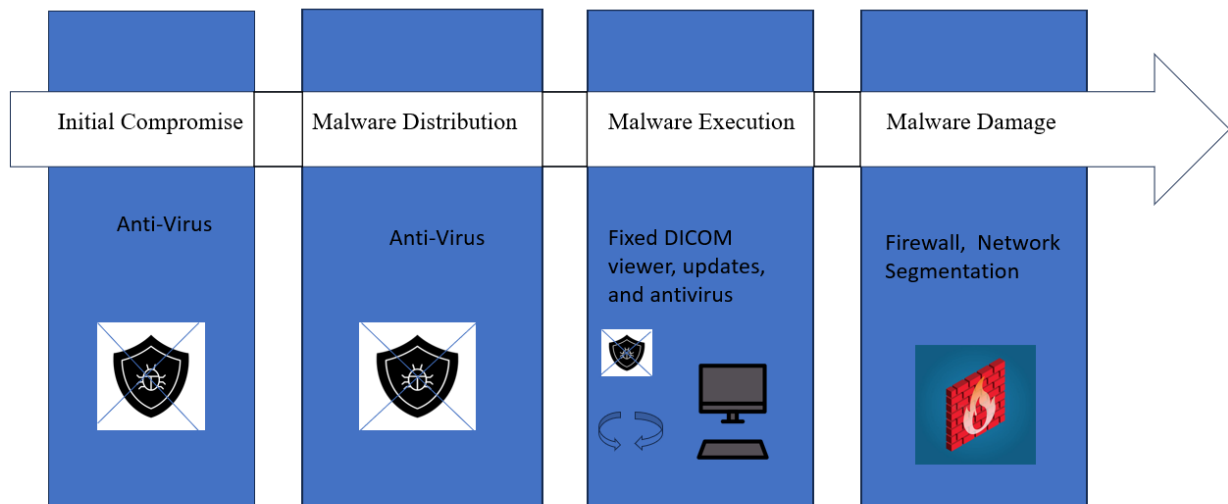 Initial Compromise
Malware Distribution
Malware Execution
Malware Damage
Anti-Virus
Anti-Virus
Fixed DICOM
viewer, updates,
and antivirus
Firewall,  Network
Segmentation